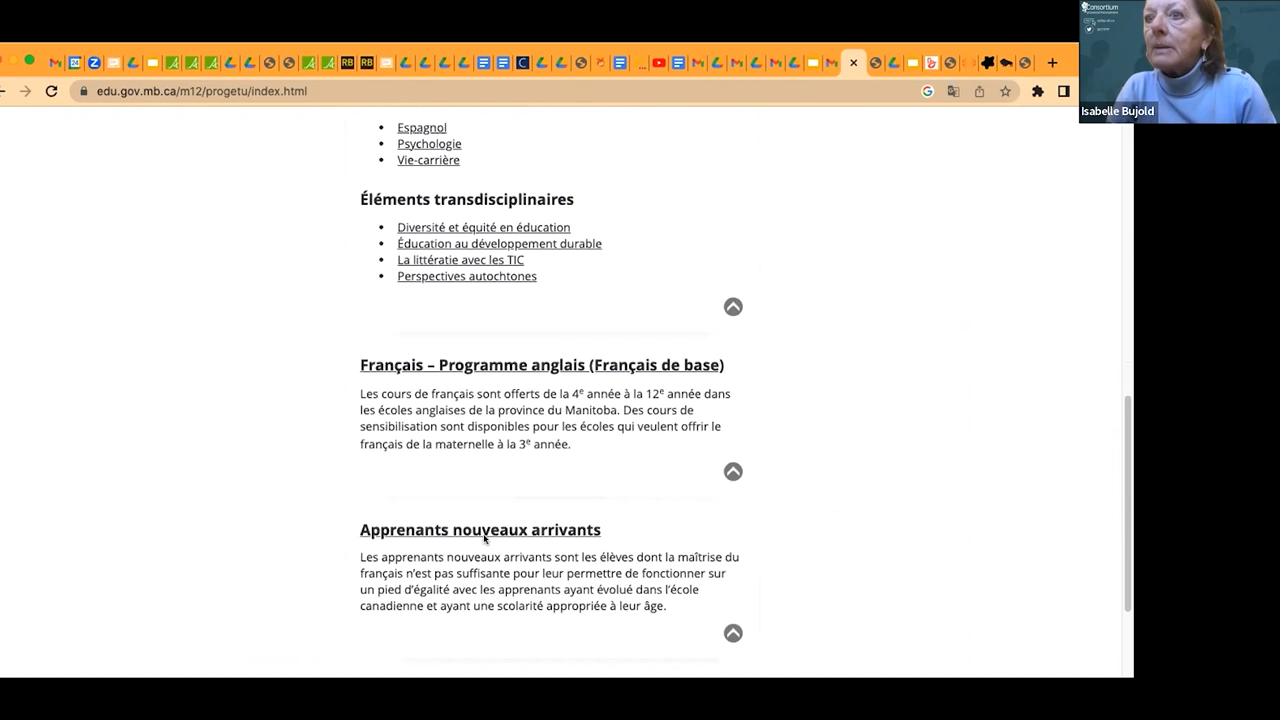 Consortium
edu.gov.mb.ca/m12/progetu/index.html
Isabelle Bujold
Espagnol
Psychologie
Vie-carrière
Éléments transdisciplinaires
Diversité et équité en éducation
Éducation au développement durable
La littératie avec les TIC
Perspectives autochtones
Français – Programme anglais (Français de base)
Les cours de français sont offerts de la 4e année à la 12e année dans
les écoles anglaises de la province du Manitoba. Des cours de
sensibilisation sont disponibles pour les écoles qui veulent offrir le
français de la maternelle à la 3e année.
Apprenants nouveaux arrivants
Les apprenants nouveaux arrivants sont les élèves dont la maîtrise du
français n’est pas suffisante pour leur permettre de fonctionner sur
un pied d’égalité avec les apprenants ayant évolué dans l’école
canadienne et ayant une scolarité appropriée à leur âge.